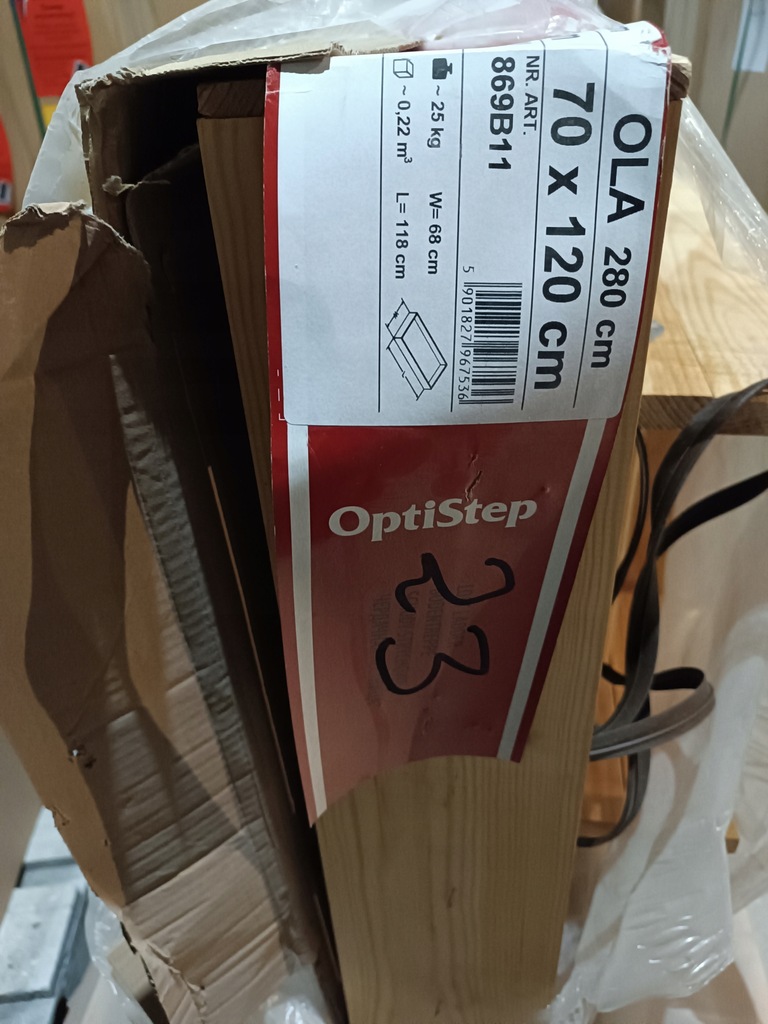 OLA 280 cm
70 x 120 cm
NR. ART.
869B11
5 901827 967536
~ 25 kg W= 68 cm
~ 0,22 m³ L= 118 cm
OptiStep
23